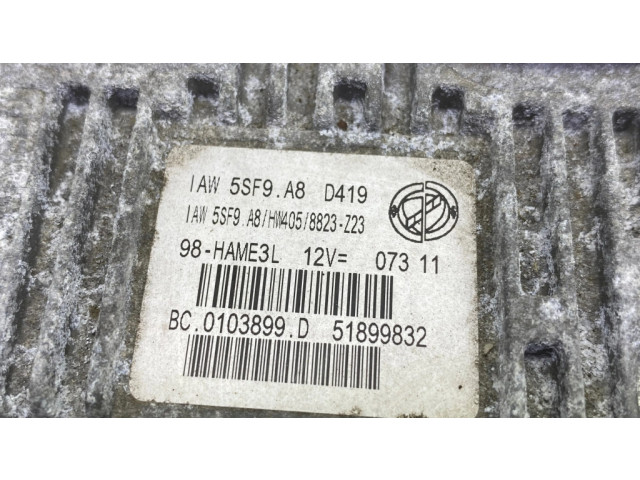 IAW 5SF9.A8 D419
IAW 5SF9 A8/HW405/8823-Z23
98-HAME3L 12V= 073 11
BC.0103899.D 51899832